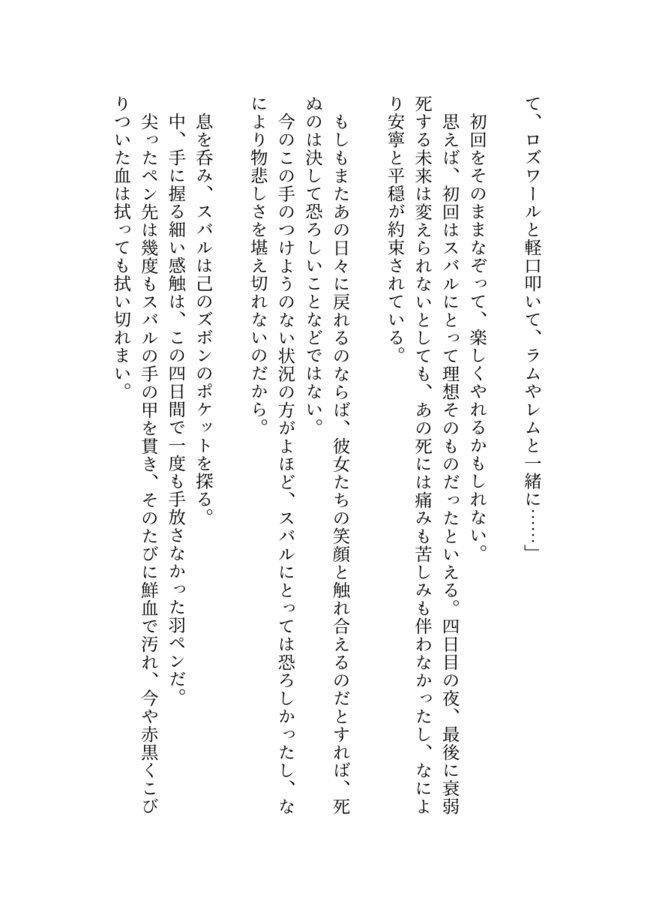 て、ロズワールと軽口叩いて、ラムやレムと一緒に……」
初回をそのままなぞって、楽しくやれるかもしれない。
思えば、初回はスバルにとって理想そのものだったといえる。四日目の夜、最後に衰弱
死する未来は変えられないとしても、あの死には痛みも苦しみも伴わなかったし、なによ
り安寧と平穏が約束されている。
もしもまたあの日々に戻れるのならば、彼女たちの笑顔と触れ合えるのだとすれば、死
ぬのは決して恐ろしいことなどではない。
今のこの手のつけようのない状況の方がよほど、スバルにとっては恐ろしかったし、な
により物悲しさを堪え切れないのだから。
息を呑み、スバルは己のズボンのポケットを探る。
中、手に握る細い感触は、この四日間で一度も手放さなかった羽ペンだ。
尖ったペン先は幾度もスバルの手の甲を貫き、そのたびに鮮血で汚れ、今や赤黒くこび
りついた血は拭っても拭い切れまい。